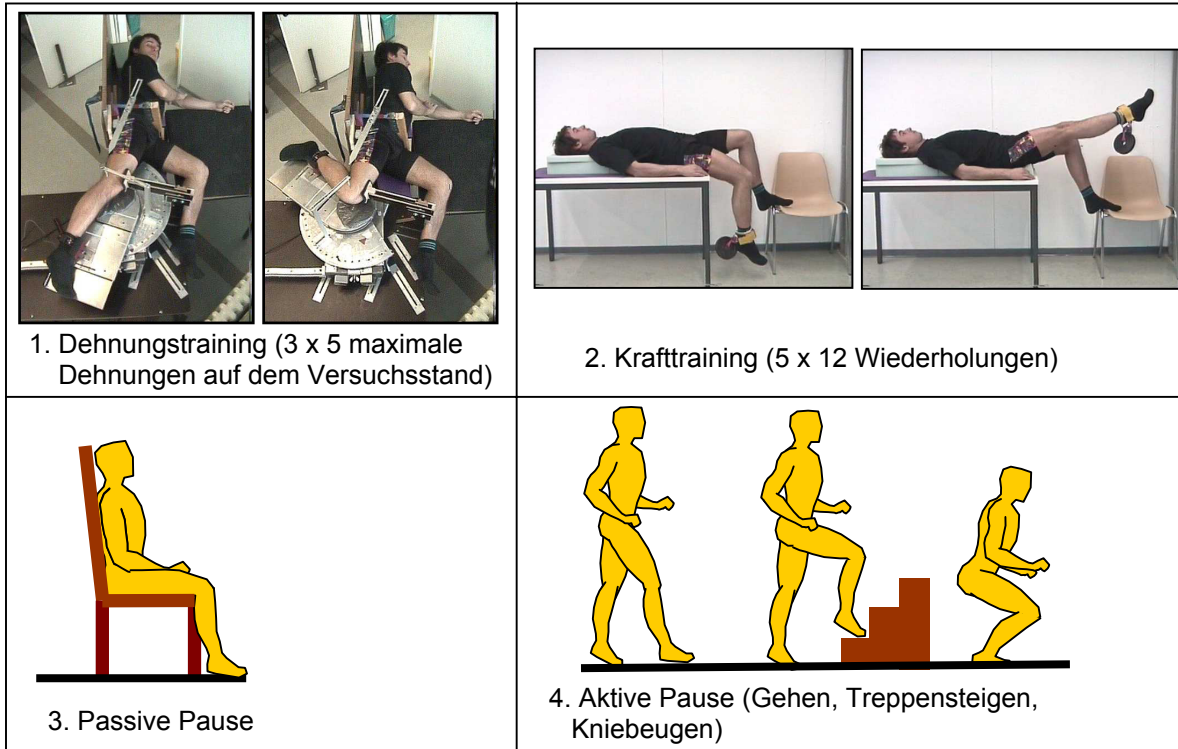 1. Dehnungstraining (3 x 5 maximale
Dehnungen auf dem Versuchsstand)
2. Krafttraining (5 x 12 Wiederholungen)
3. Passive Pause
4. Aktive Pause (Gehen, Treppensteigen,
Kniebeugen)